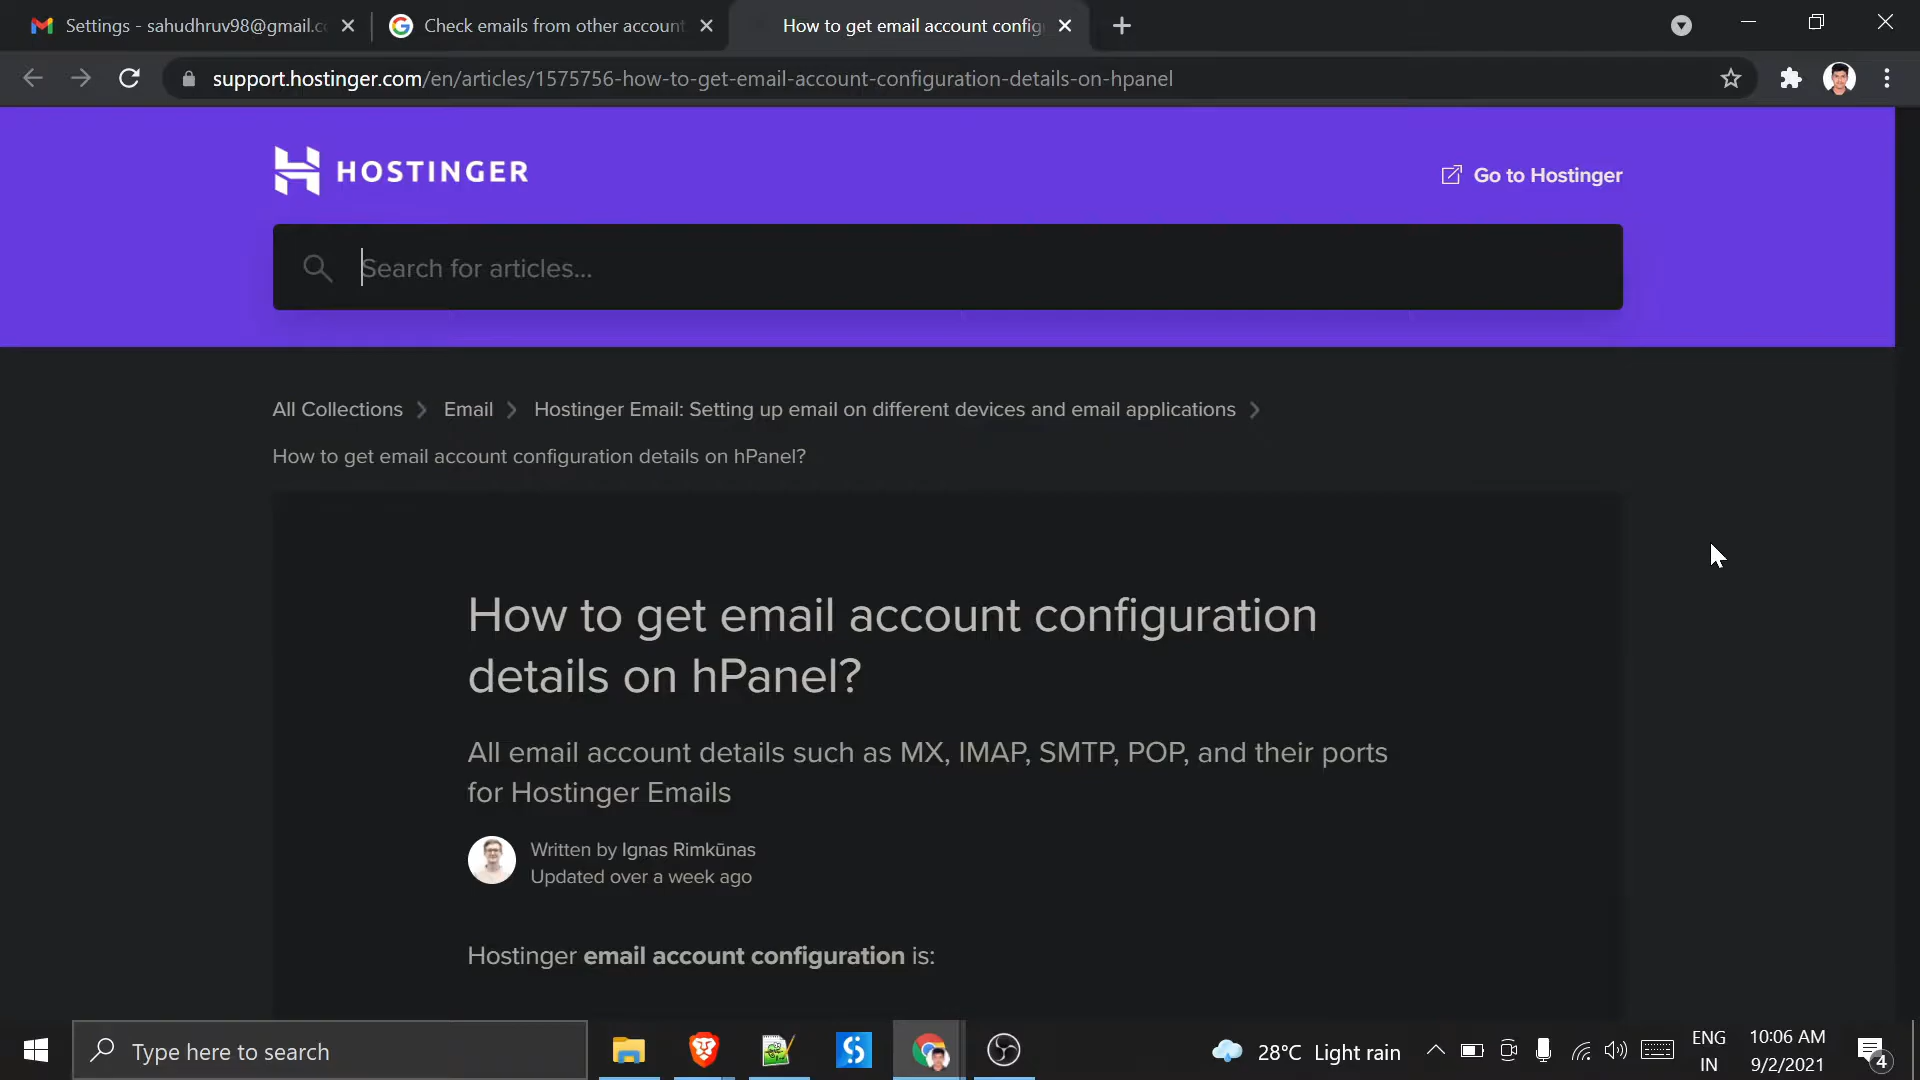 Settings - sahudhruv98@gmail.c
Check emails from other account
How to get email account config
support.hostinger.com/en/articles/1575756-how-to-get-email-account-configuration-details-on-hpanel
HOSTINGER
Go to Hostinger
Search for articles...
All Collections
Email
Hostinger Email: Setting up email on different devices and email applications
How to get email account configuration details on hPanel?
How to get email account configuration
details on hPanel?
All email account details such as MX, IMAP, SMTP, POP, and their ports
for Hostinger Emails
Written by Ignas Rimkūnas
Updated over a week ago
Hostinger email account configuration is:
Type here to search
28°C Light rain
ENG
IN
10:06 AM
9/2/2021
4